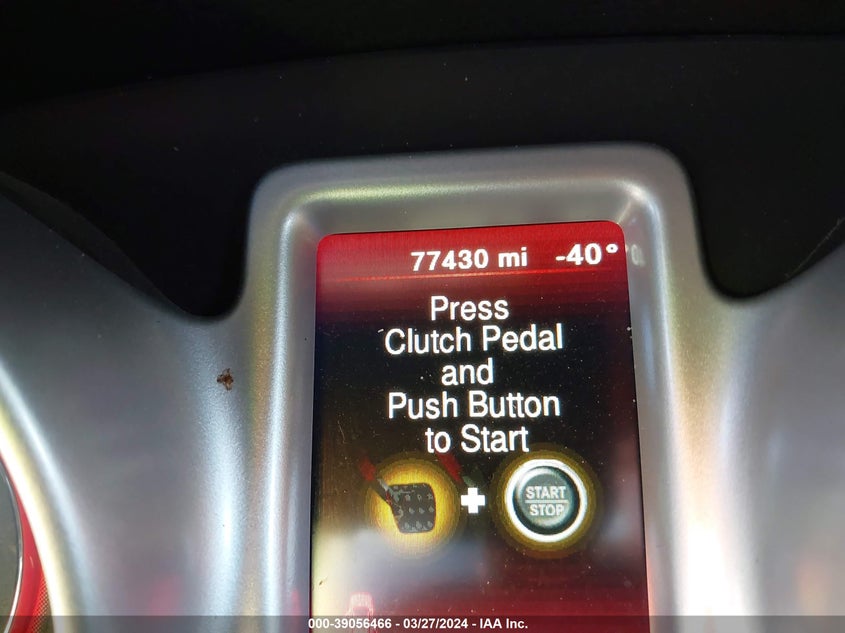 77430 mi -40°
Press
Clutch Pedal
and
Push Button
to Start
START
STOP
000-39056466 - 03/27/2024 - IAA Inc.